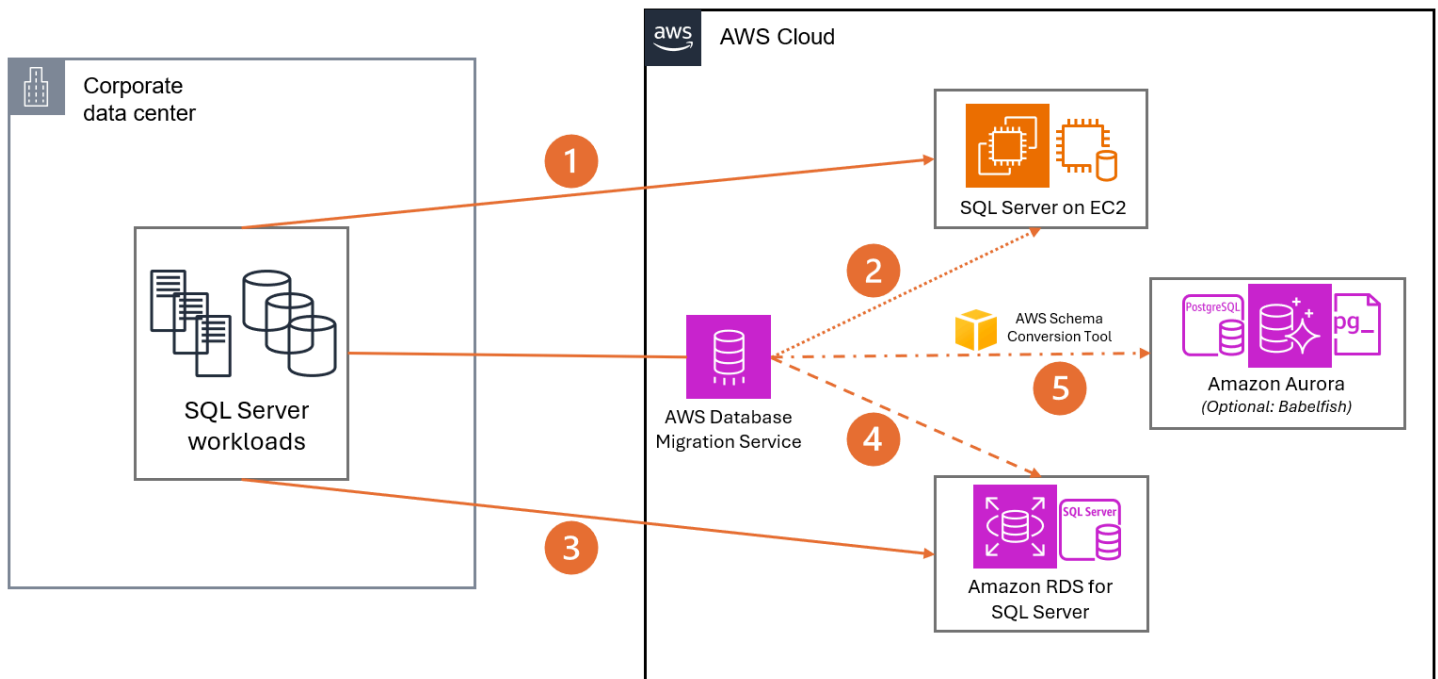 aws
AWS Cloud
Corporate
data center
1
SQL Server on EC2
2
PostgreSQL
pg_
AWS Schema
Conversion Tool
5
Amazon Aurora
(Optional: Babelfish)
SQL Server
workloads
AWS Database
Migration Service
4
3
SQL Server
Amazon RDS for
SQL Server